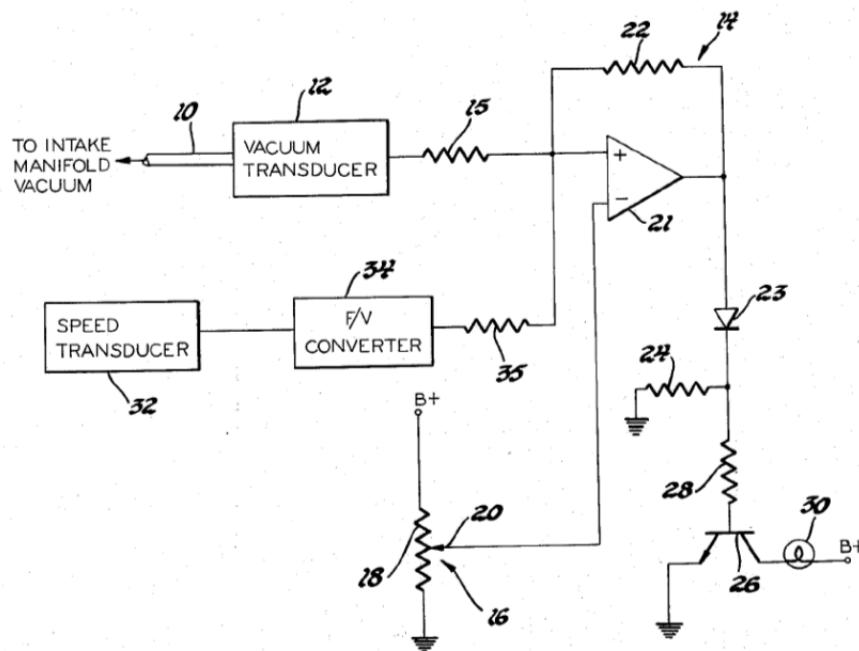 22
14
12
10
15
TO INTAKE
MANIFOLD
VACUUM
VACUUM
TRANSDUCER
+
−
21
34
23
SPEED
TRANSDUCER
F/V
CONVERTER
24
32
35
B+
28
30
20
18
B+
26
16